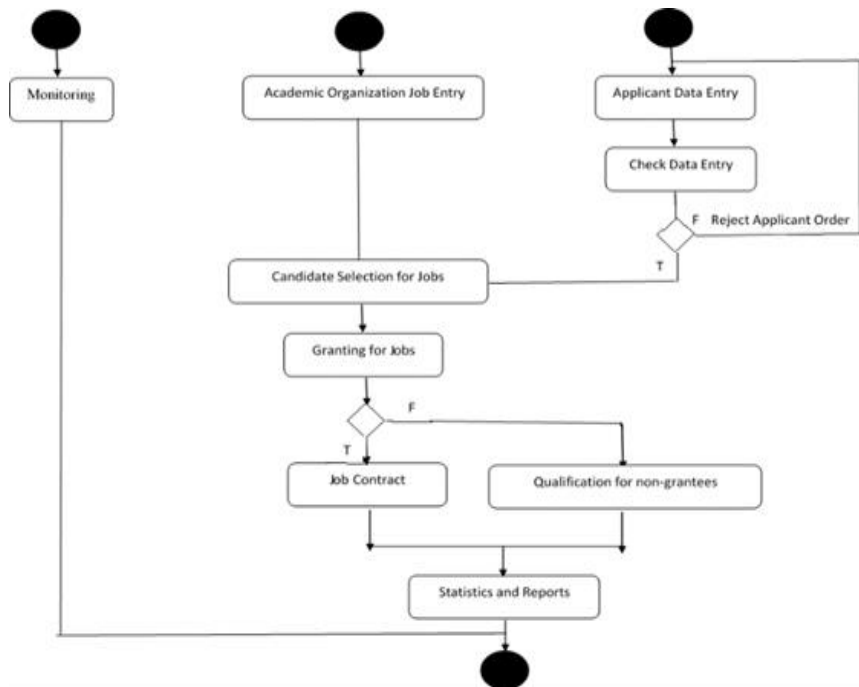 Monitoring
Academic Organization Job Entry
Applicant Data Entry
Check Data Entry
F Reject Applicant Order
T
Candidate Selection for Jobs
Granting for Jobs
F
T
Job Contract
Qualification for non-grantees
Statistics and Reports